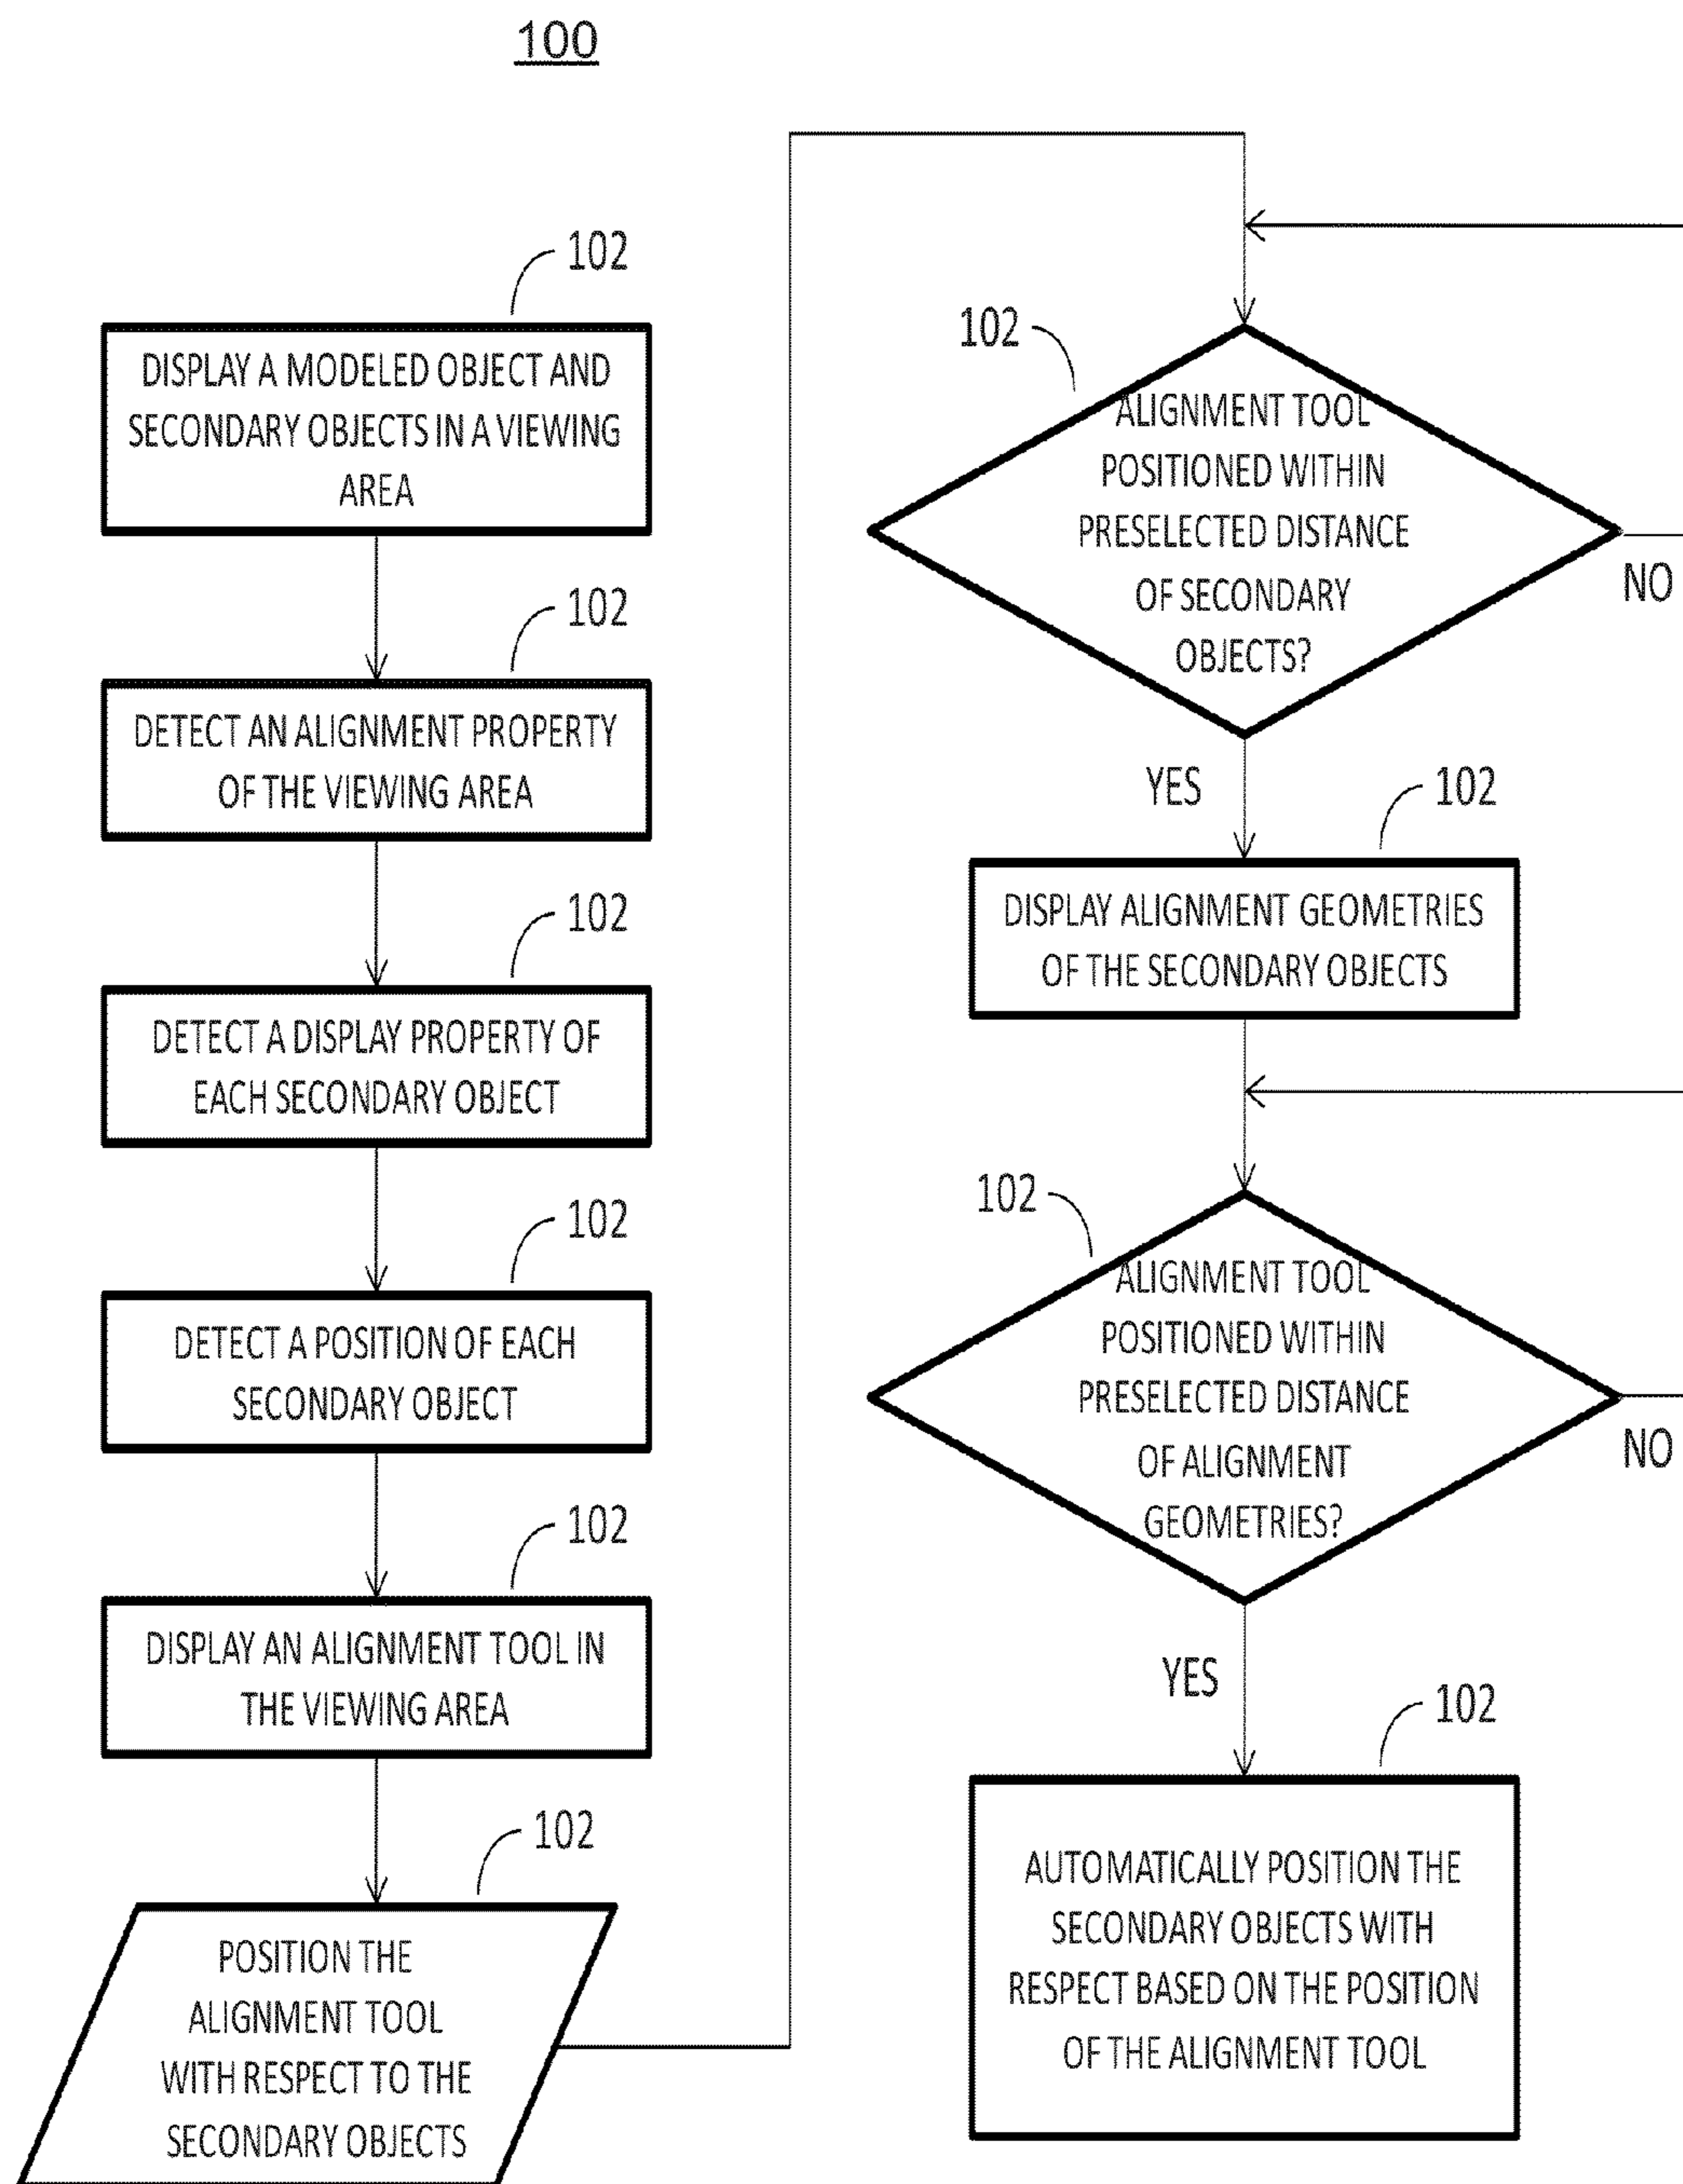 100
102
DISPLAY A MODELED OBJECT AND
SECONDARY OBJECTS IN A VIEWING
AREA
102
DETECT AN ALIGNMENT PROPERTY
OF THE VIEWING AREA
102
DETECT A DISPLAY PROPERTY OF
EACH SECONDARY OBJECT
102
DETECT A POSITION OF EACH
SECONDARY OBJECT
102
DISPLAY AN ALIGNMENT TOOL IN
THE VIEWING AREA
102
POSITION THE
ALIGNMENT TOOL
WITH RESPECT TO THE
SECONDARY OBJECTS
102
ALIGNMENT TOOL
POSITIONED WITHIN
PRESELECTED DISTANCE
OF SECONDARY
OBJECTS?
NO
YES
102
DISPLAY ALIGNMENT GEOMETRIES
OF THE SECONDARY OBJECTS
102
ALIGNMENT TOOL
POSITIONED WITHIN
PRESELECTED DISTANCE
OF ALIGNMENT
GEOMETRIES?
NO
YES
102
AUTOMATICALLY POSITION THE
SECONDARY OBJECTS WITH
RESPECT BASED ON THE POSITION
OF THE ALIGNMENT TOOL